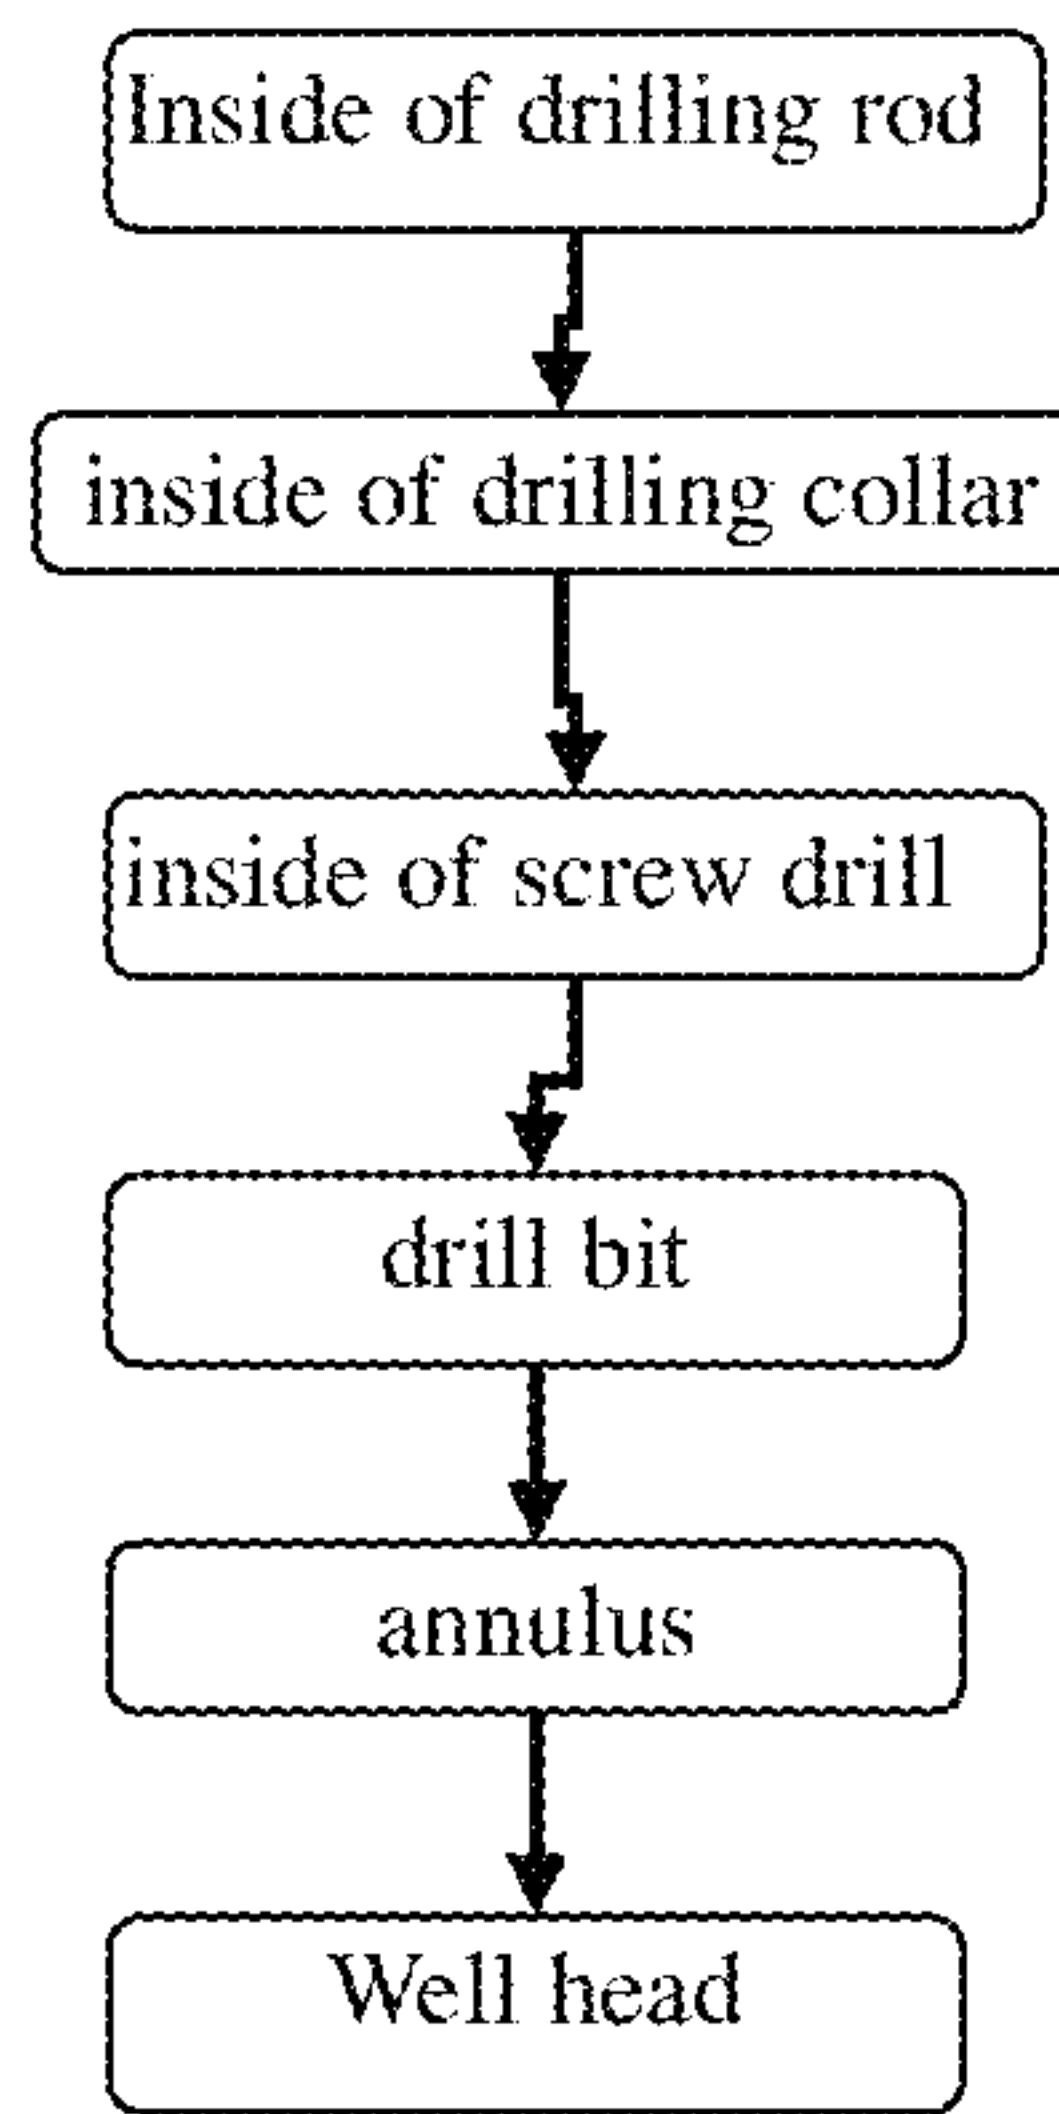 Inside of drilling rod
inside of drilling collar
inside of screw drill
drill bit
annulus
Well head